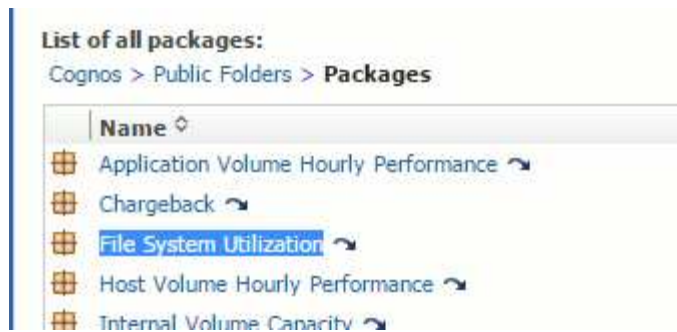 List of all packages:
Cognos > Public Folders > Packages
Name
Application Volume Hourly Performance
Chargeback
File System Utilization
Host Volume Hourly Performance
Internal Volume Capacity